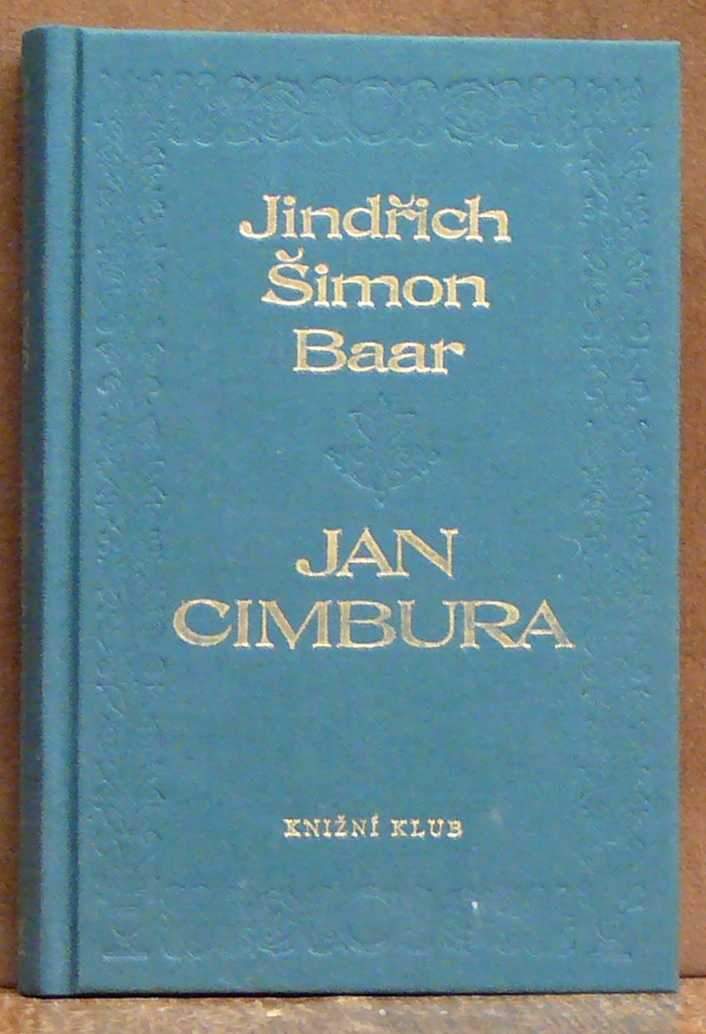 Jindřich
Šimon
Baar
JAN
CIMBURA
KNIŽNÍ KLUB